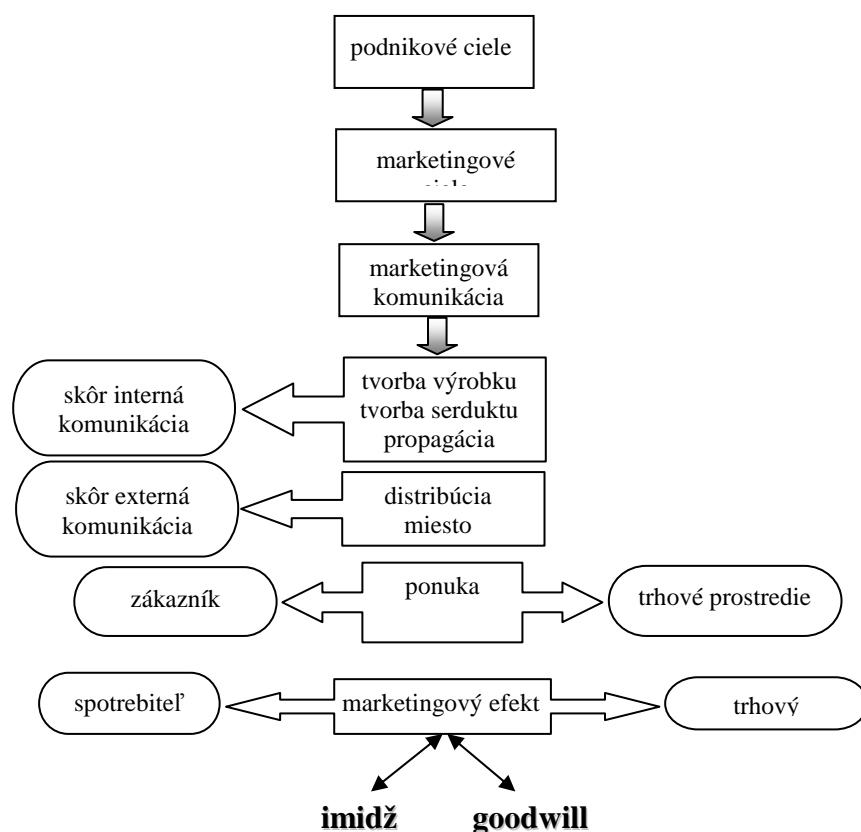 podnikové ciele
marketingové
marketingová
komunikácia
skôr interná
komunikácia
tvorba výrobku
tvorba serduktu
propagácia
skôr externá
komunikácia
distribúcia
miesto
zákazník
ponuka
trhové prostredie
spotrebiteľ
marketingový efekt
trhový
imidž
goodwill